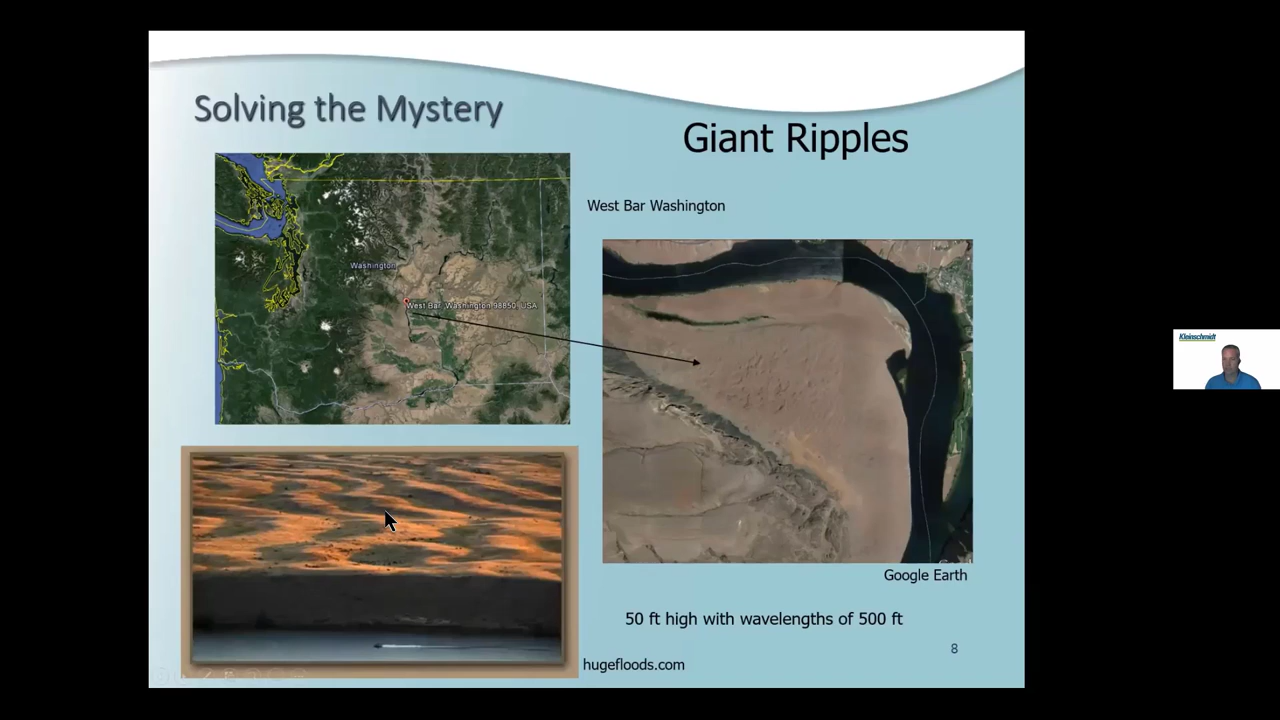 Solving the Mystery
Giant Ripples
West Bar Washington
Washington
West Bar, Washington 98850, USA
Google Earth
50 ft high with wavelengths of 500 ft
8
hugefloods.com
Kleinschmidt